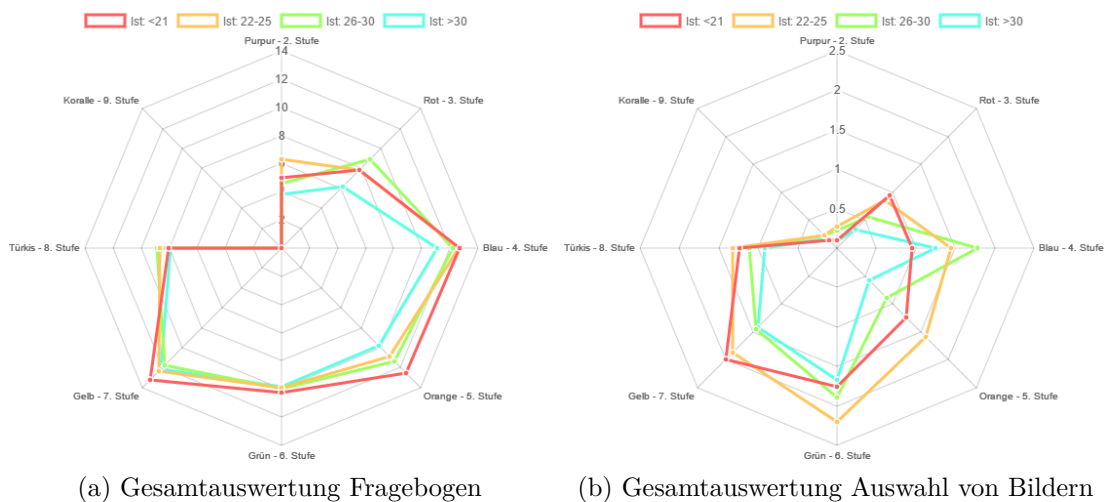 Ist: <21 Ist: 22-25 Ist: 26-30 Ist: >30
Purpur - 2. Stufe
14
12
10
8
6
4
2
Rot - 3. Stufe
Blau - 4. Stufe
Orange - 5. Stufe
Grün - 6. Stufe
Gelb - 7. Stufe
Türkis - 8. Stufe
Koralle - 9. Stufe
(a) Gesamtauswertung Fragebogen
Ist: <21 Ist: 22-25 Ist: 26-30 Ist: >30
Purpur - 2. Stufe
2.5
2
1.5
1
0.5
Rot - 3. Stufe
Blau - 4. Stufe
Orange - 5. Stufe
Grün - 6. Stufe
Gelb - 7. Stufe
Türkis - 8. Stufe
Koralle - 9. Stufe
(b) Gesamtauswertung Auswahl von Bildern